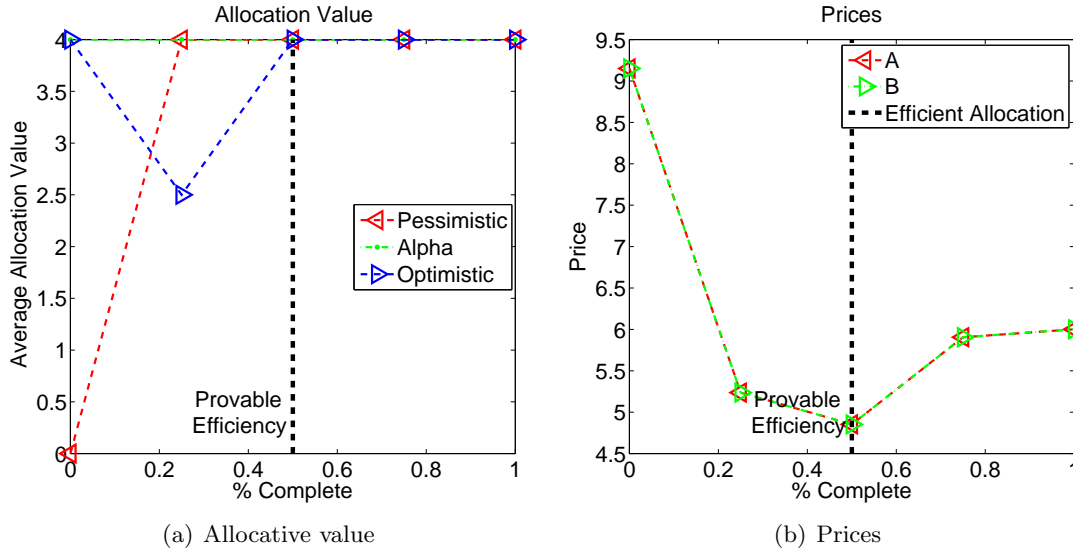 Allocation Value
4
3.5
3
2.5
2
1.5
1
0.5
0
Average Allocation Value
Pessimistic
Alpha
Optimistic
Provable
Efficiency
0 0.2 0.4 0.6 0.8 1
% Complete
(a) Allocative value
Prices
9.5
9
8.5
8
7.5
7
6.5
6
5.5
5
4.5
Price
A
B
Efficient Allocation
Provable
Efficiency
0 0.2 0.4 0.6 0.8 1
% Complete
(b) Prices